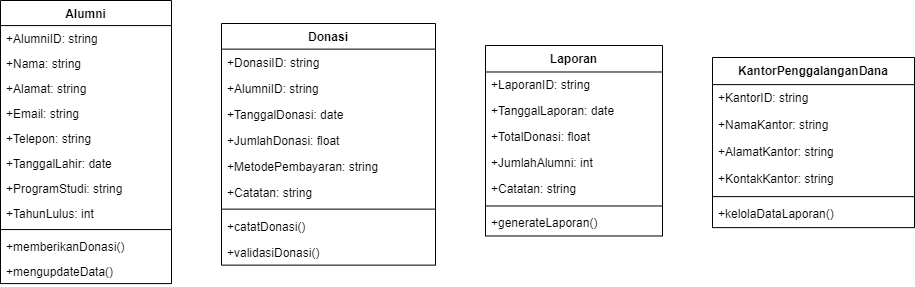 Alumni
+AlumniID: string
+Nama: string
+Alamat: string
+Email: string
+Telepon: string
+TanggalLahir: date
+ProgramStudi: string
+TahunLulus: int
+memberikanDonasi()
+mengupdateData()
Donasi
+DonasiID: string
+AlumniID: string
+TanggalDonasi: date
+JumlahDonasi: float
+MetodePembayaran: string
+Catatan: string
+catatDonasi()
+validasiDonasi()
Laporan
+LaporanID: string
+TanggalLaporan: date
+TotalDonasi: float
+JumlahAlumni: int
+Catatan: string
+generateLaporan()
KantorPenggalanganDana
+KantorID: string
+NamaKantor: string
+AlamatKantor: string
+KontakKantor: string
+kelolaDataLaporan()